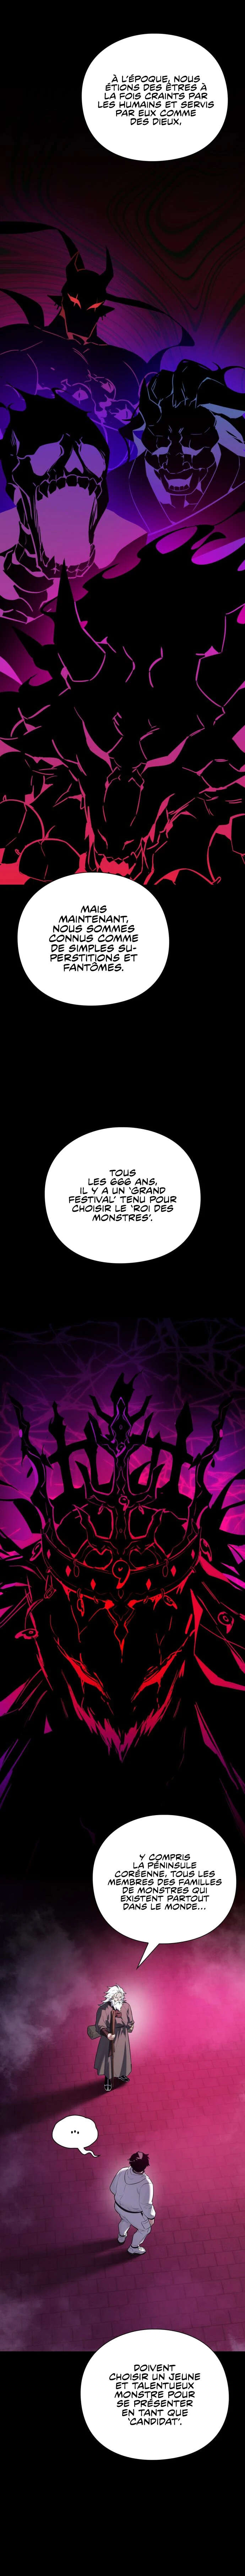 À L'ÉPOQUE, NOUS
ÉTIONS DES ÊTRES À
LA FOIS CRAINTS PAR
LES HUMAINS ET SERVIS
PAR EUX COMME
DES DIEUX,
MAIS
MAINTENANT,
NOUS SOMMES
CONNUS COMME
DE SIMPLES SU-
PERSTITIONS ET
FANTÔMES.
TOUS
LES 666 ANS,
IL Y A UN 'GRAND
FESTIVAL' TENU POUR
CHOISIR LE 'ROI DES
MONSTRES'.
Y COMPRIS
LA PÉNINSULE
CORÉENNE, TOUS LES
MEMBRES DES FAMILLES
DE MONSTRES QUI
EXISTENT PARTOUT
DANS LE MONDE...
...
DOIVENT
CHOISIR UN JEUNE
ET TALENTUEUX
MONSTRE POUR
SE PRÉSENTER
EN TANT QUE
'CANDIDAT'.